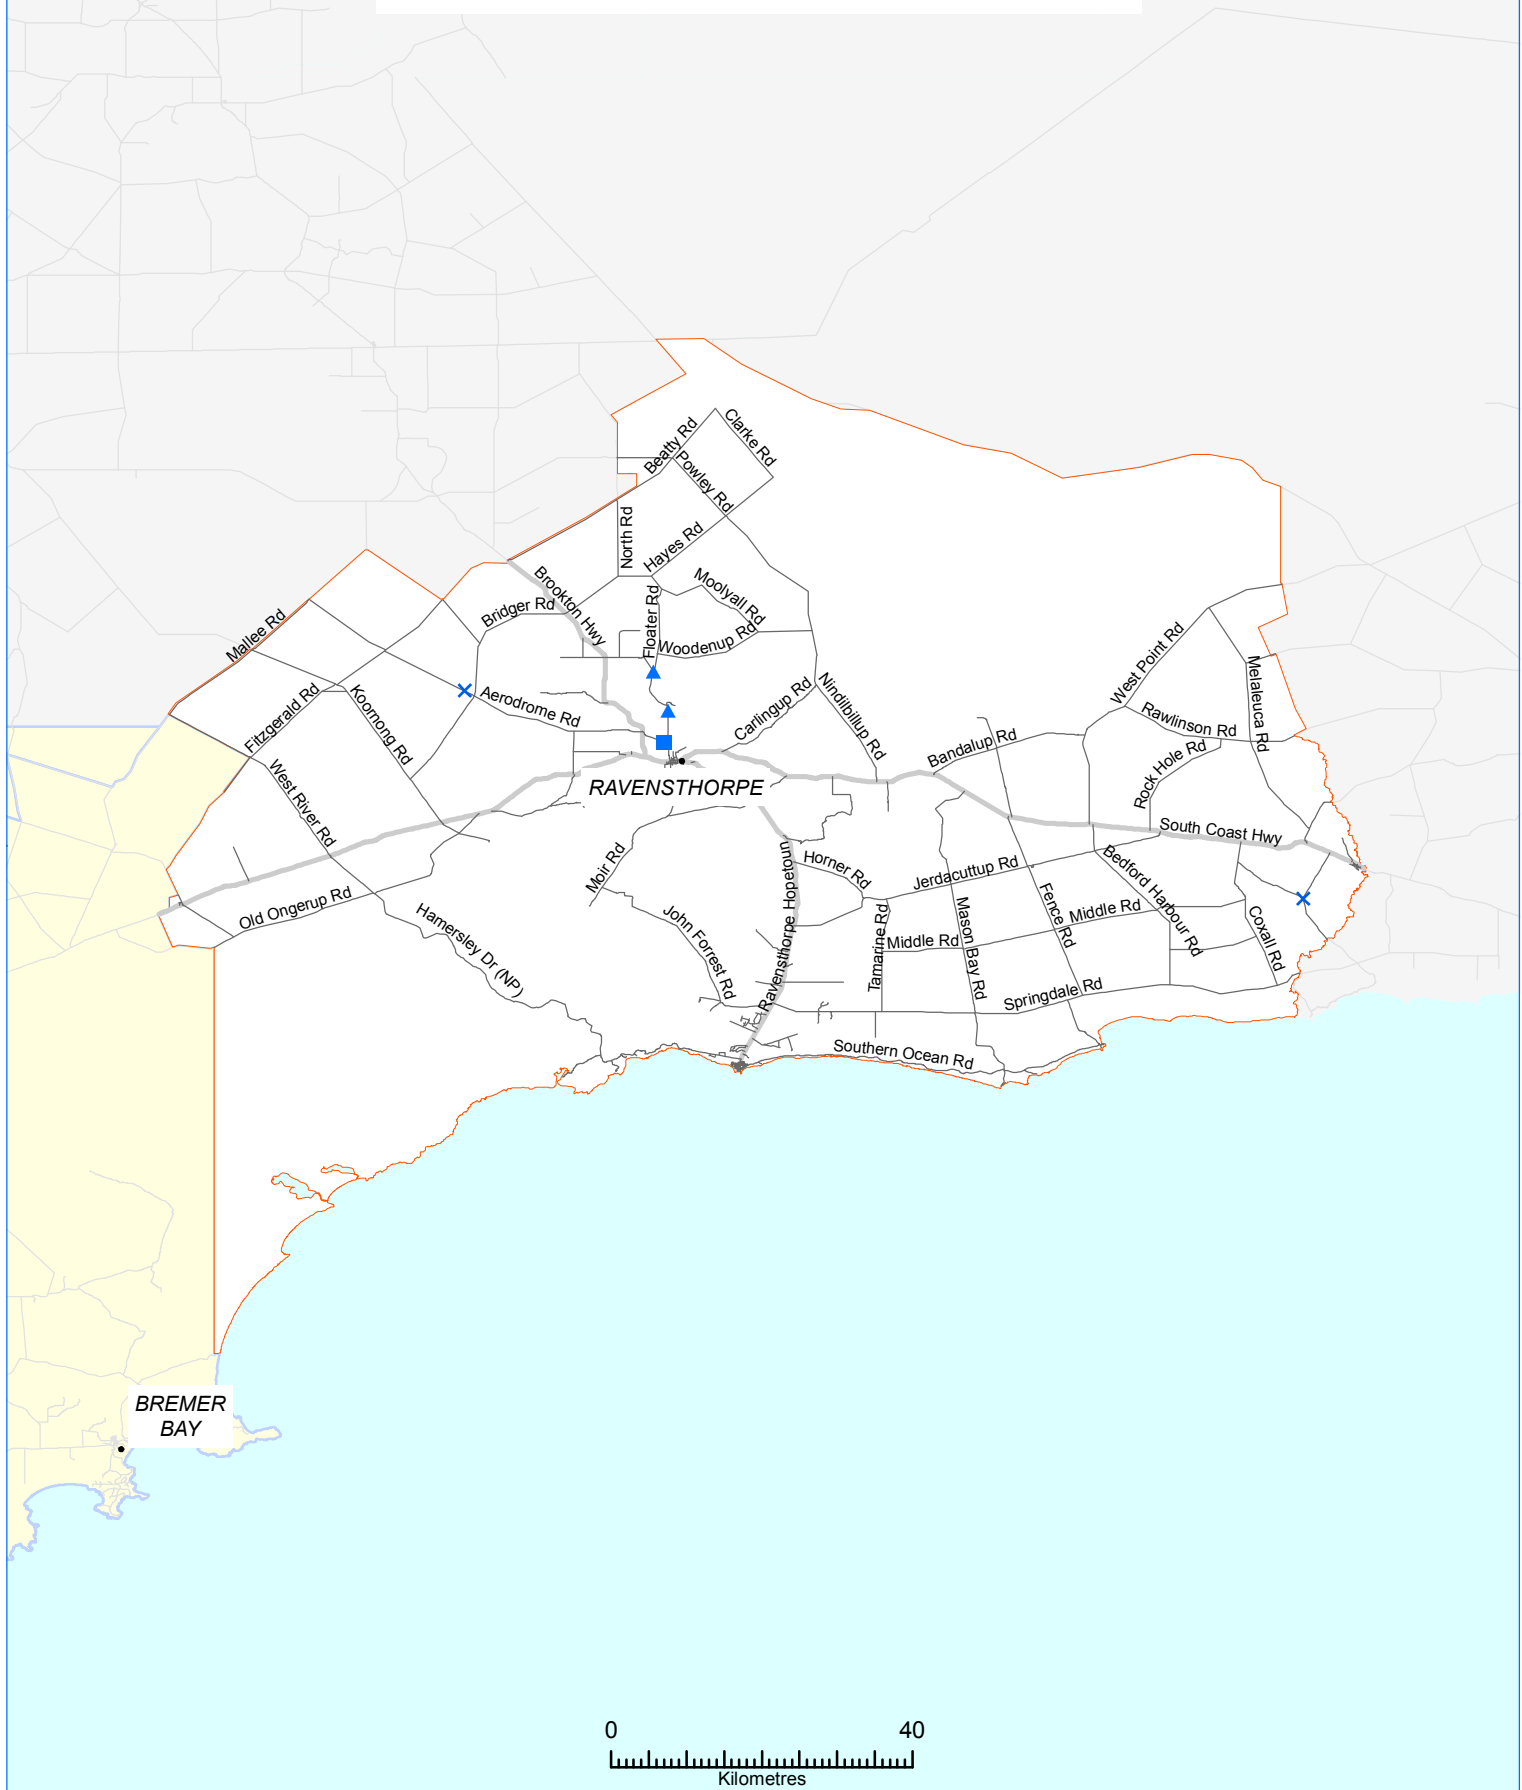 Clarke Rd
Beatty Rd
Powley Rd
North Rd
Hayes Rd
Brookton Hwy
Moolyall Rd
Bridger Rd
Floater Rd
Woodenup Rd
Mallee Rd
West Point Rd
Melaleuca Rd
Fitzgerald Rd
Koornong Rd
Aerodrome Rd
Carlingup Rd
Nindilbillup Rd
Rawlinson Rd
Bandalup Rd
Rock Hole Rd
West River Rd
RAVENSTHORPE
South Coast Hwy
Moir Rd
Horner Rd
Jerdacuttup Rd
Bedford Harbour Rd
Old Ongerup Rd
Hamersley Dr (NP)
John Forrest Rd
Ravensthorpe Hopetoun
Tamarine Rd
Middle Rd
Mason Bay Rd
Fence Rd
Middle Rd
Coxall Rd
Springdale Rd
Southern Ocean Rd
BREMER
BAY
0 40
Kilometres